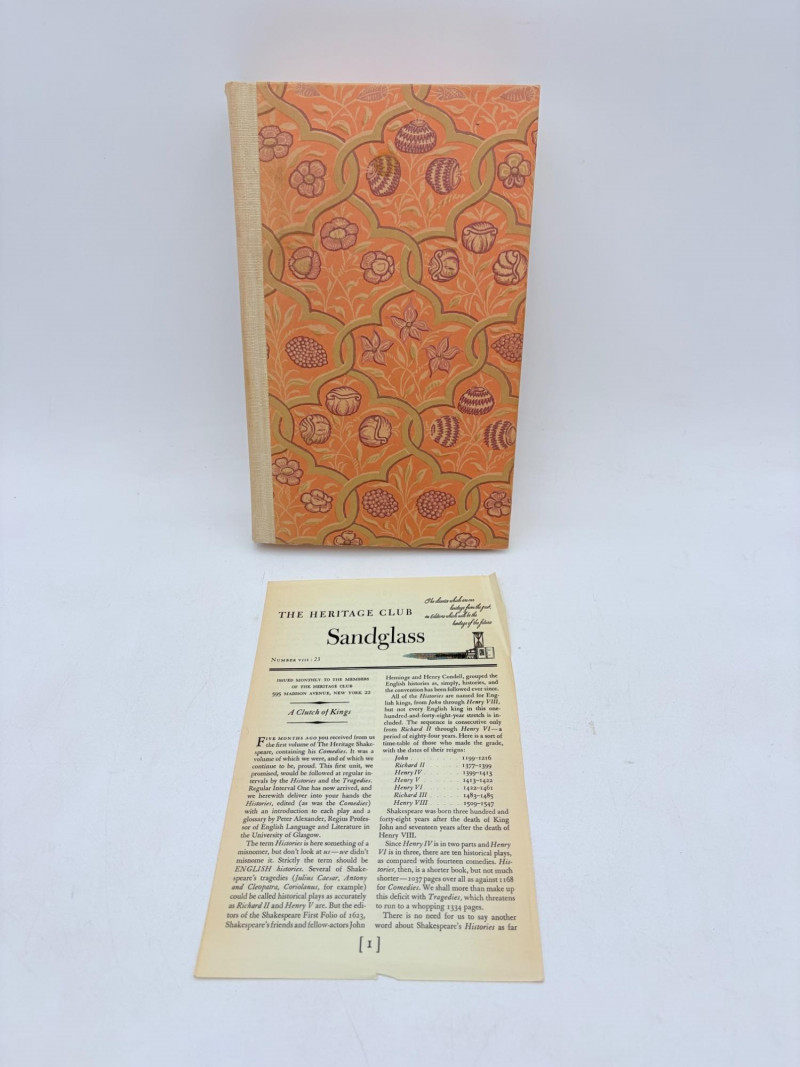 THE HERITAGE CLUB
Sandglass
The classics which are our
heritage from the past,
in editions which will be the
heritage of the future
NUMBER VIII : 23
ISSUED MONTHLY TO THE MEMBERS
OF THE HERITAGE CLUB
595 MADISON AVENUE, NEW YORK 22
A Clutch of Kings
FIVE MONTHS AGO you received from us
the first volume of The Heritage Shake-
speare, containing his Comedies. It was a
volume of which we were, and of which we
continue to be, proud. This first unit, we
promised, would be followed at regular in-
tervals by the Histories and the Tragedies.
Regular Interval One has now arrived, and
we herewith deliver into your hands the
Histories, edited (as was the Comedies)
with an introduction to each play and a
glossary by Peter Alexander, Regius Profes-
sor of English Language and Literature in
the University of Glasgow.
The term Histories is here something of a
misnomer, but don't look at us—we didn't
misnome it. Strictly the term should be
ENGLISH histories. Several of Shake-
speare's tragedies (Julius Caesar, Antony
and Cleopatra, Coriolanus, for example)
could be called historical plays as accurately
as Richard II and Henry V are. But the edi-
tors of the Shakespeare First Folio of 1623,
Shakespeare's friends and fellow-actors John
Heminge and Henry Condell, grouped the
English histories as, simply, histories, and
the convention has been followed ever since.
All of the Histories are named for Eng-
lish kings, from John through Henry VIII,
but not every English king in this one-
hundred-and-forty-eight-year stretch is in-
cluded. The sequence is consecutive only
from Richard II through Henry VI—a
period of eighty-four years. Here is a sort of
time-table of those who made the grade,
with the dates of their reigns:
John 1199-1216
Richard II 1377-1399
Henry IV 1399-1413
Henry V 1413-1422
Henry VI 1422-1461
Richard III 1483-1485
Henry VIII 1509-1547
Shakespeare was born three hundred and
forty-eight years after the death of King
John and seventeen years after the death of
Henry VIII.
Since Henry IV is in two parts and Henry
VI is in three, there are ten historical plays,
as compared with fourteen comedies. His-
tories, then, is a shorter book, but not much
shorter—1057 pages over all as against 1168
for Comedies. We shall more than make up
this deficit with Tragedies, which threatens
to run to a whopping 1334 pages.
There is no need for us to say another
word about Shakespeare's Histories as far
[1]